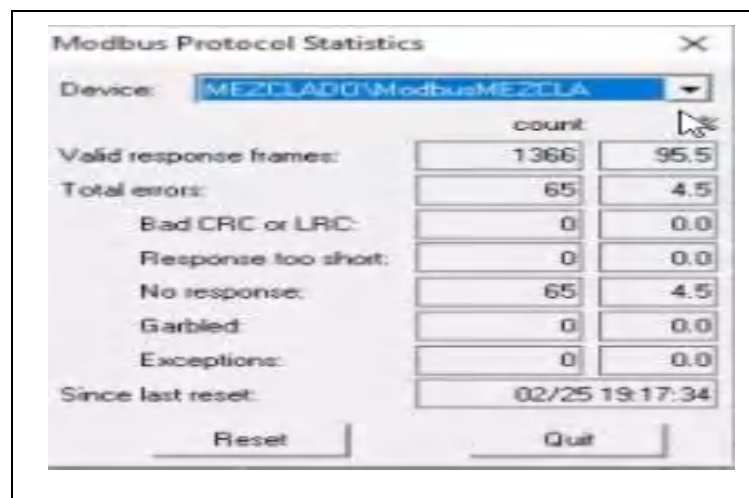 Modbus Protocol Statistics
Device: MEZCLADO\ModbusMEZCLA
count %
Valid response frames: 1366 95.5
Total errors: 65 4.5
Bad CRC or LRC: 0 0.0
Response too short: 0 0.0
No response: 65 4.5
Garbled: 0 0.0
Exceptions: 0 0.0
Since last reset: 02/25 19:17:34
Reset Quit